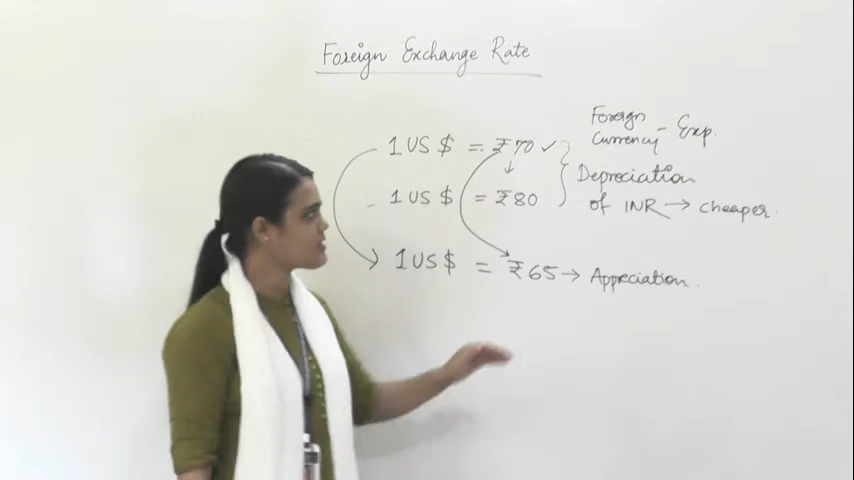 Foreign Exchange Rate
1 US $ = ₹70 ✓
Foreign
Currency - Exp.
↓
1 US $ = ₹80
Depreciation
of INR → cheaper.
1 US $ = ₹65 → Appreciation.